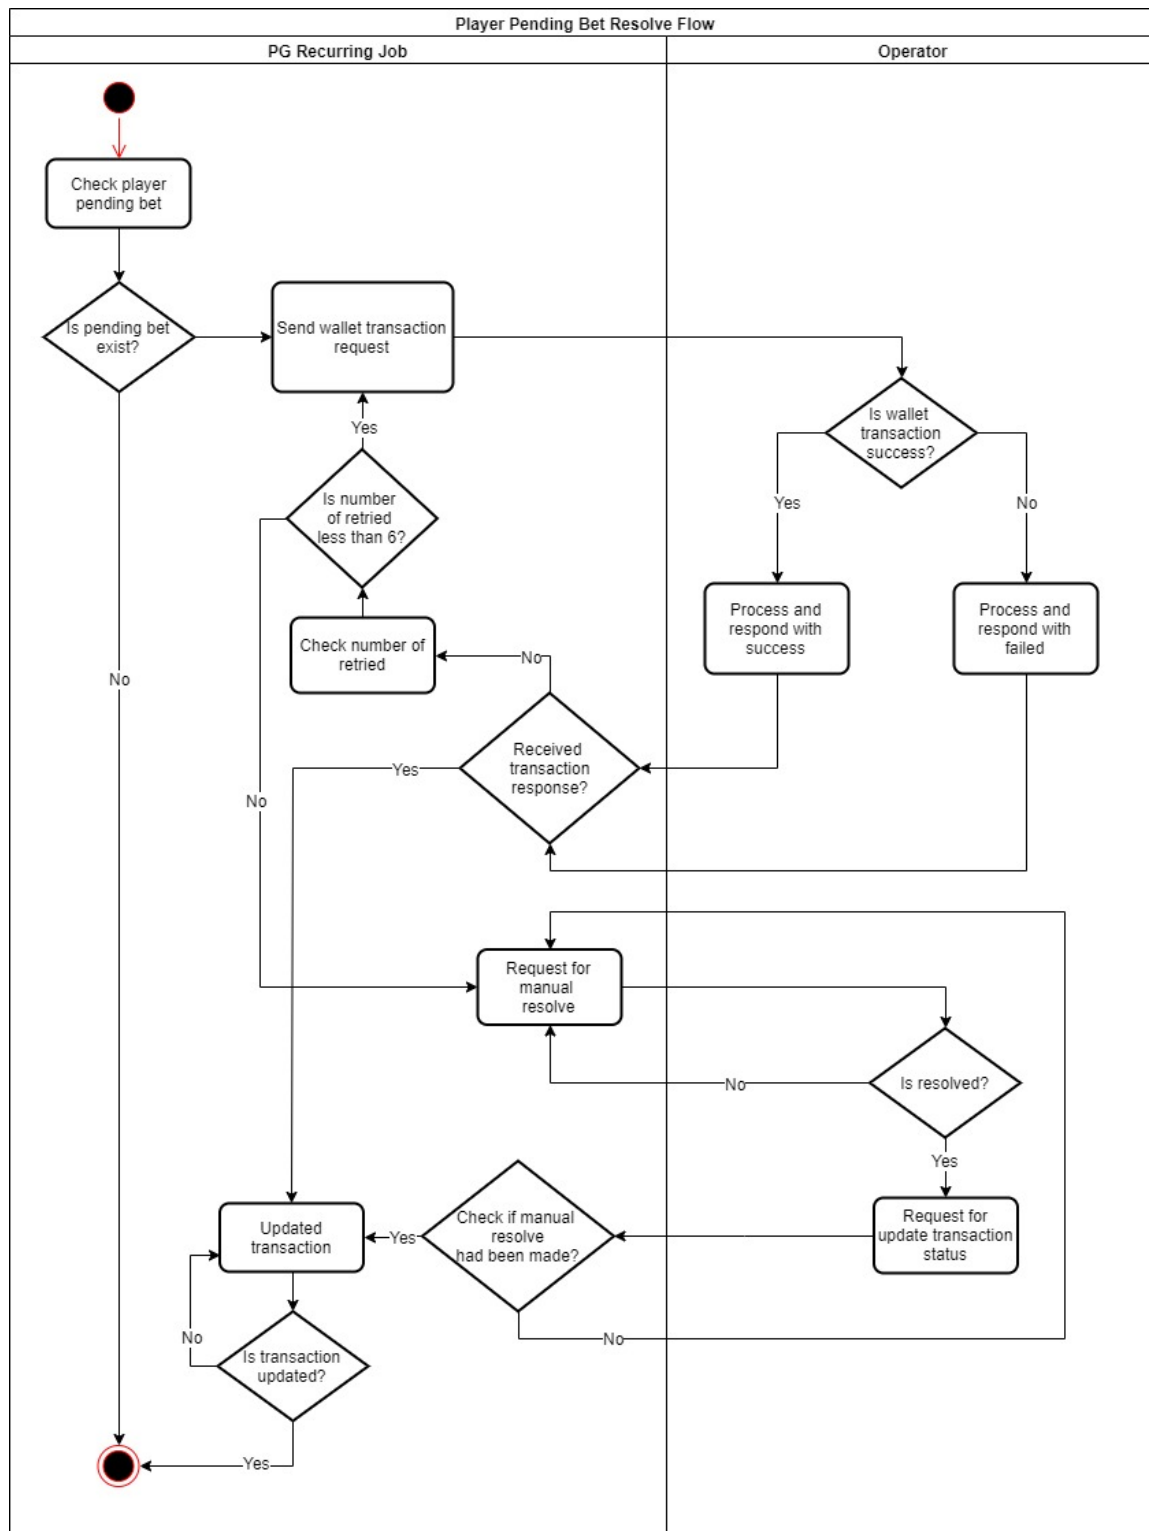 Player Pending Bet Resolve Flow
PG Recurring Job
Operator
Check player
pending bet
Is pending bet
exist?
Send wallet transaction
request
Is wallet
transaction
success?
Yes
Yes
No
Is number
of retried
less than 6?
Process and
respond with
success
Process and
respond with
failed
Check number of
retried
No
No
Received
transaction
response?
Yes
No
Request for
manual
resolve
Is resolved?
No
Yes
Check if manual
resolve
had been made?
Request for
update transaction
status
Updated
transaction
Yes
No
No
Is transaction
updated?
Yes